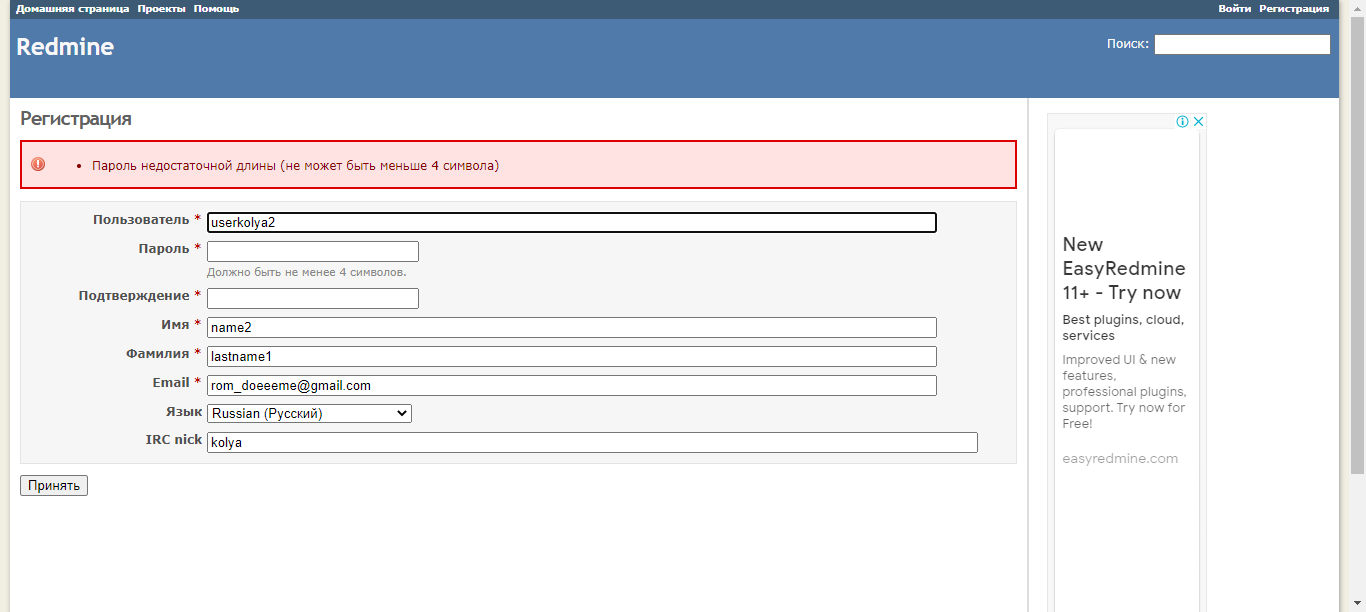 Домашняя страница Проекты Помощь Войти Регистрация
Redmine
Поиск:
Регистрация
Пароль недостаточной длины (не может быть меньше 4 символа)
Пользователь * userkolya2
Пароль *
Должно быть не менее 4 символов.
Подтверждение *
Имя * name2
Фамилия * lastname1
Email * rom_doeeeme@gmail.com
Язык Russian (Русский)
IRC nick kolya
Принять
New
EasyRedmine
11+ - Try now
Best plugins, cloud,
services
Improved UI & new
features,
professional plugins,
support. Try now for
Free!
easyredmine.com